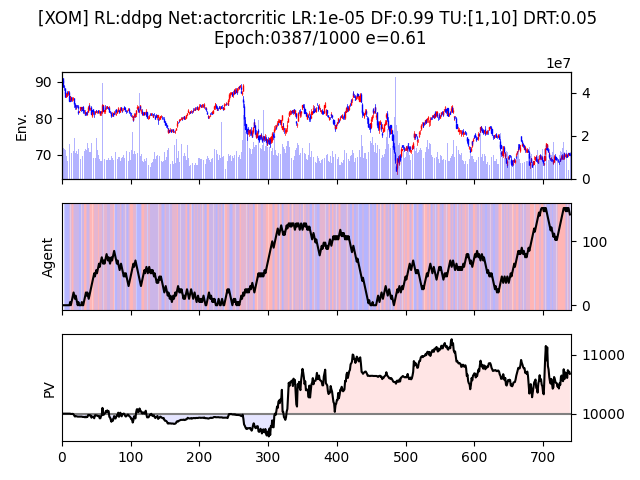 [XOM] RL:ddpg Net:actorcritic LR:1e-05 DF:0.99 TU:[1,10] DRT:0.05
Epoch:0387/1000 e=0.61
1e7
90
80
70
Env.
4
2
0
Agent
100
0
PV
11000
10000
0 100 200 300 400 500 600 700